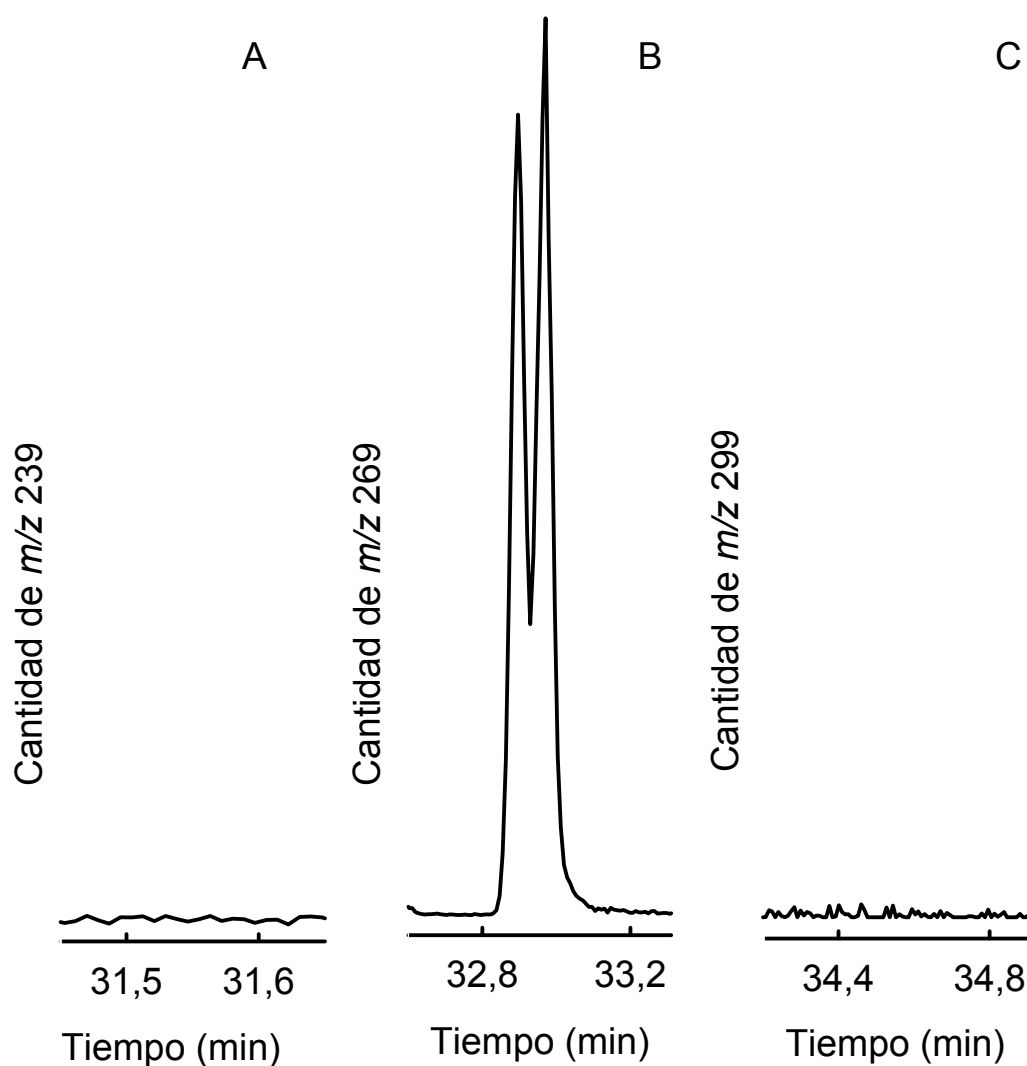 A
Cantidad de m/z 239
31,5
31,6
Tiempo (min)
B
Cantidad de m/z 269
32,8
33,2
Tiempo (min)
C
Cantidad de m/z 299
34,4
34,8
Tiempo (min)